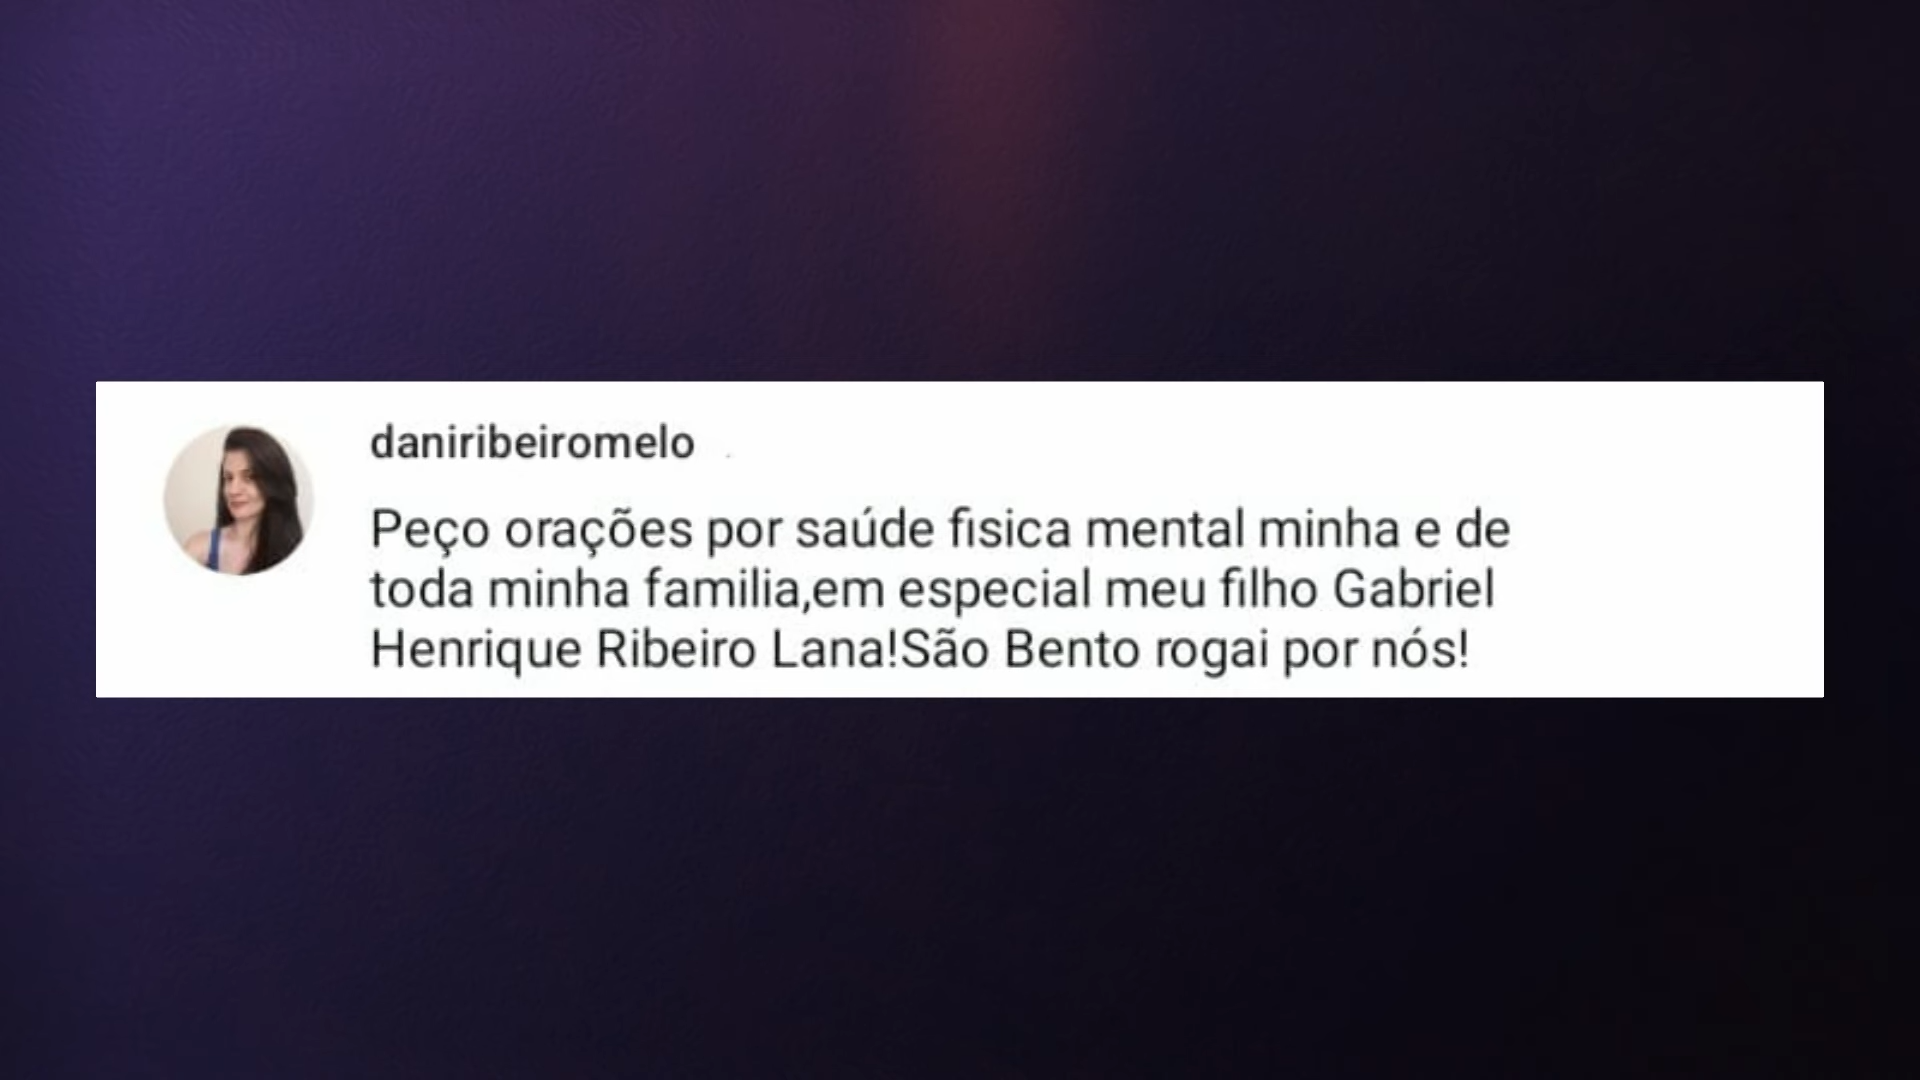 daniribeiromelo
Peço orações por saúde fisica mental minha e de
toda minha familia,em especial meu filho Gabriel
Henrique Ribeiro Lana!São Bento rogai por nós!